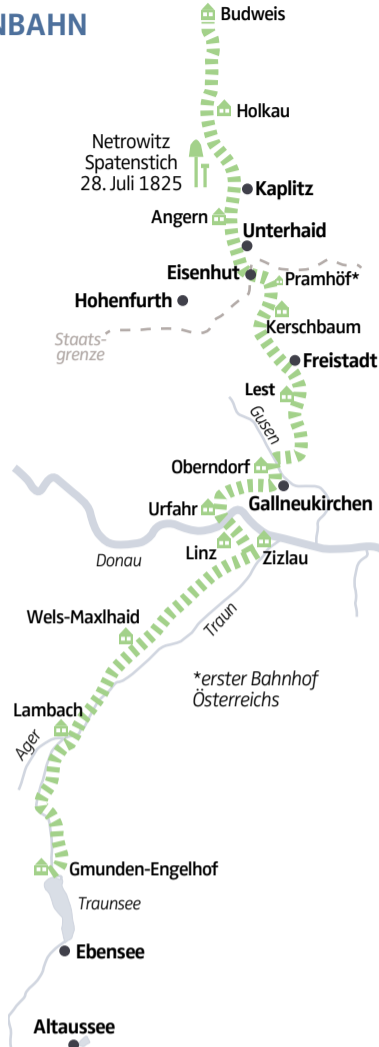 NBAHN
Budweis
Holkau
Netrowitz
Spatenstich
28. Juli 1825
Kaplitz
Angern
Unterhaid
Eisenhut
Pramhöf*
Hohenfurth
Kerschbaum
Staats-
grenze
Freistadt
Lest
Gusen
Oberndorf
Gallneukirchen
Urfahr
Linz
Zizlau
Donau
Wels-Maxlhaid
Traun
*erster Bahnhof
Österreichs
Lambach
Ager
Gmunden-Engelhof
Traunsee
Ebensee
Altaussee